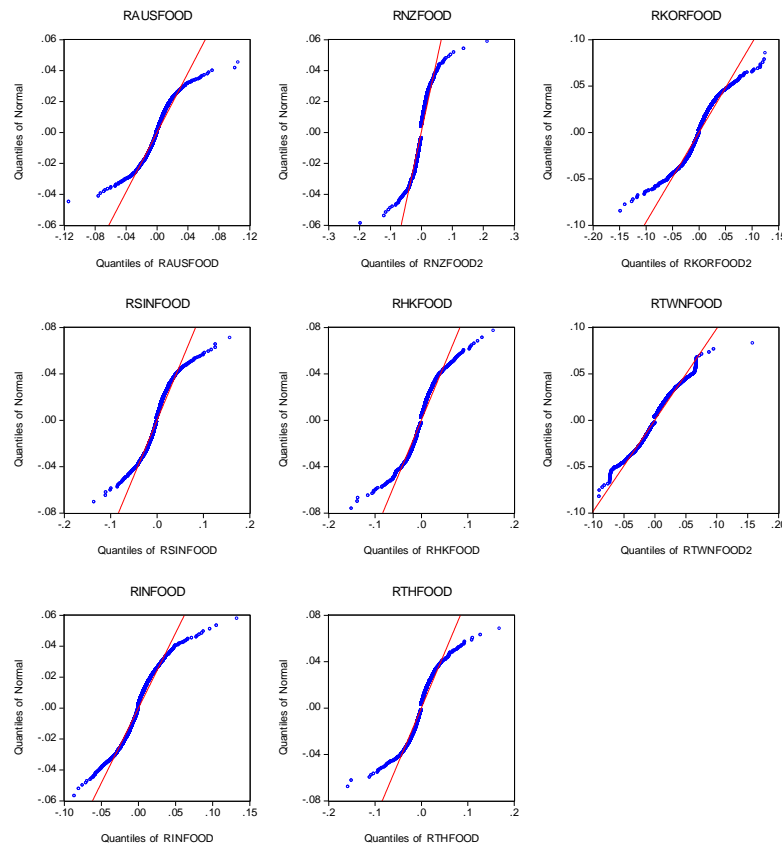 RAUSFOOD
RNZFOOD
RKORFOOD
.06
.04
.02
.00
-.02
-.04
-.06
Quantiles of Normal
-.12 -.08 -.04 .00 .04 .08 .12
Quantiles of RAUSFOOD
.06
.04
.02
.00
-.02
-.04
-.06
Quantiles of Normal
-.3 -.2 -.1 .0 .1 .2 .3
Quantiles of RNZFOOD2
.10
.05
.00
-.05
-.10
Quantiles of Normal
-.20 -.15 -.10 -.05 .00 .05 .10 .15
Quantiles of RKORFOOD2
RSINFOOD
RHKFOOD
RTWNFOOD
.08
.04
.00
-.04
-.08
Quantiles of Normal
-.2 -.1 .0 .1 .2
Quantiles of RSINFOOD
.08
.04
.00
-.04
-.08
Quantiles of Normal
-.2 -.1 .0 .1 .2
Quantiles of RHKFOOD
.10
.05
.00
-.05
-.10
Quantiles of Normal
-.10 -.05 .00 .05 .10 .15 .20
Quantiles of RTWNFOOD2
RINFOOD
RTHFOOD
.06
.04
.02
.00
-.02
-.04
-.06
Quantiles of Normal
-.10 -.05 .00 .05 .10 .15
Quantiles of RINFOOD
.08
.04
.00
-.04
-.08
Quantiles of Normal
-.2 -.1 .0 .1 .2
Quantiles of RTHFOOD